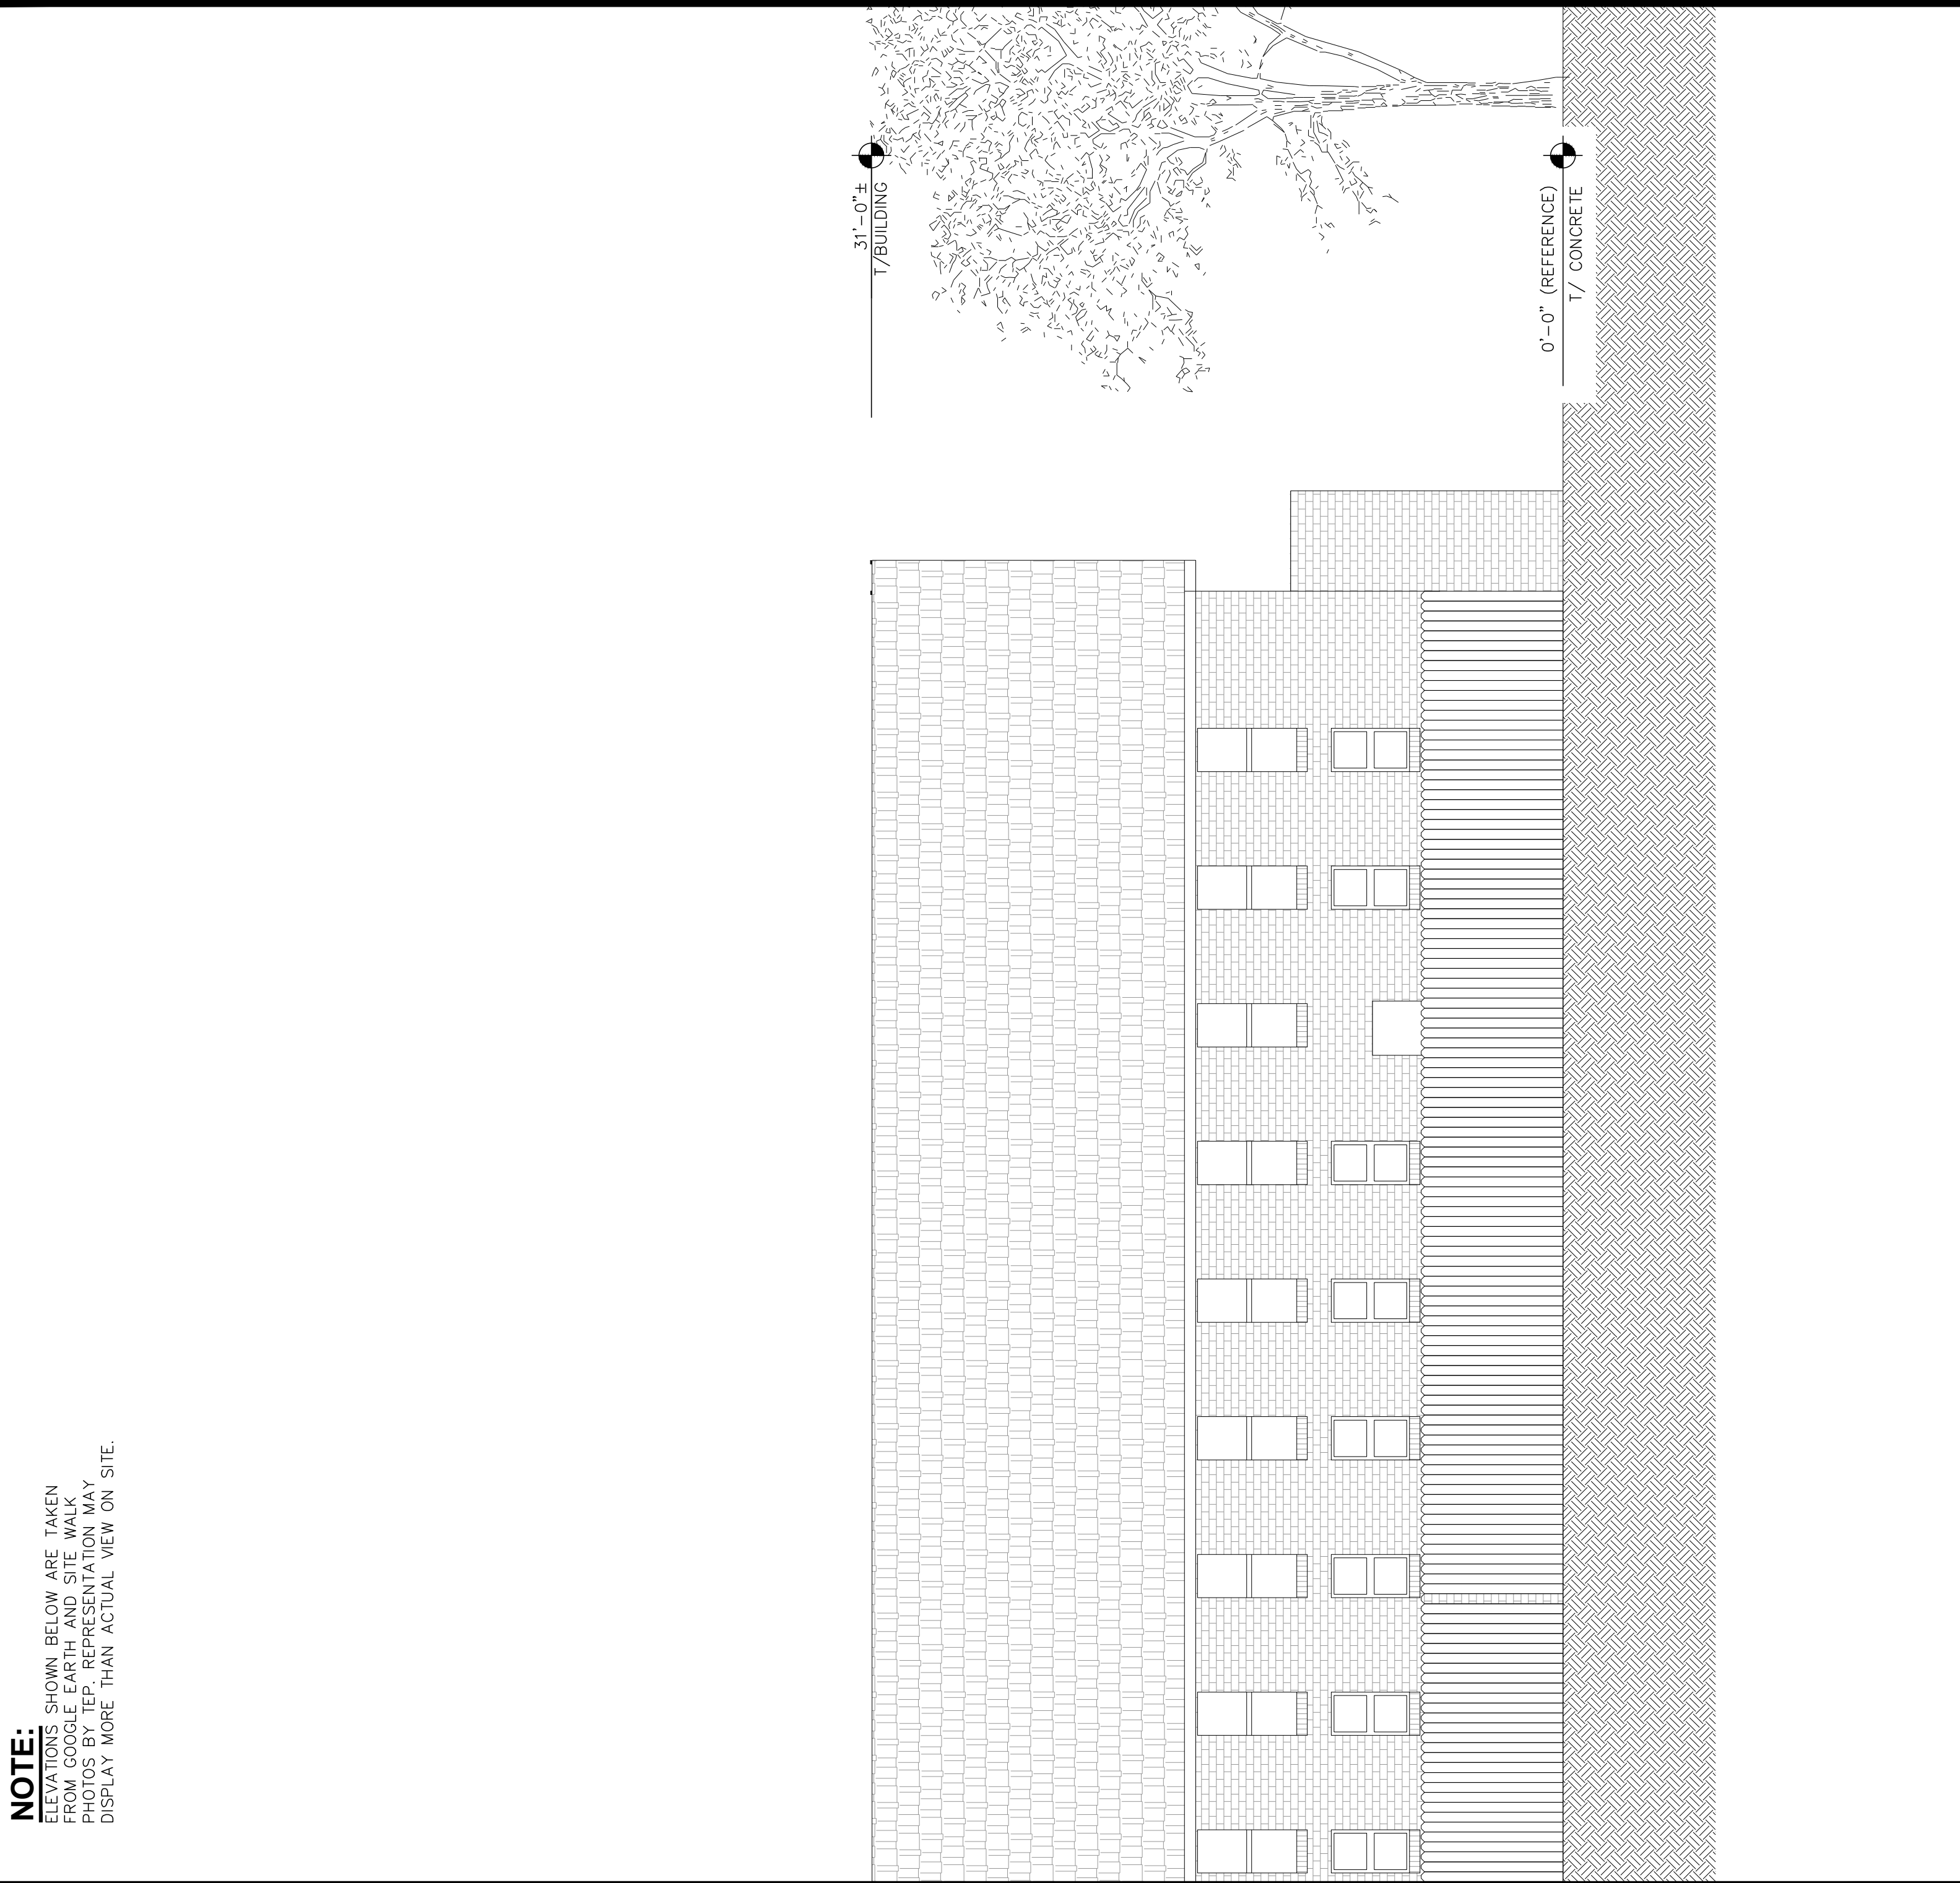 NOTE:
ELEVATIONS SHOWN BELOW ARE TAKEN
FROM GOOGLE EARTH AND SITE WALK
PHOTOS BY TEP. REPRESENTATION MAY
DISPLAY MORE THAN ACTUAL VIEW ON SITE.
31'-0"±
T/BUILDING
0'-0" (REFERENCE)
T/ CONCRETE